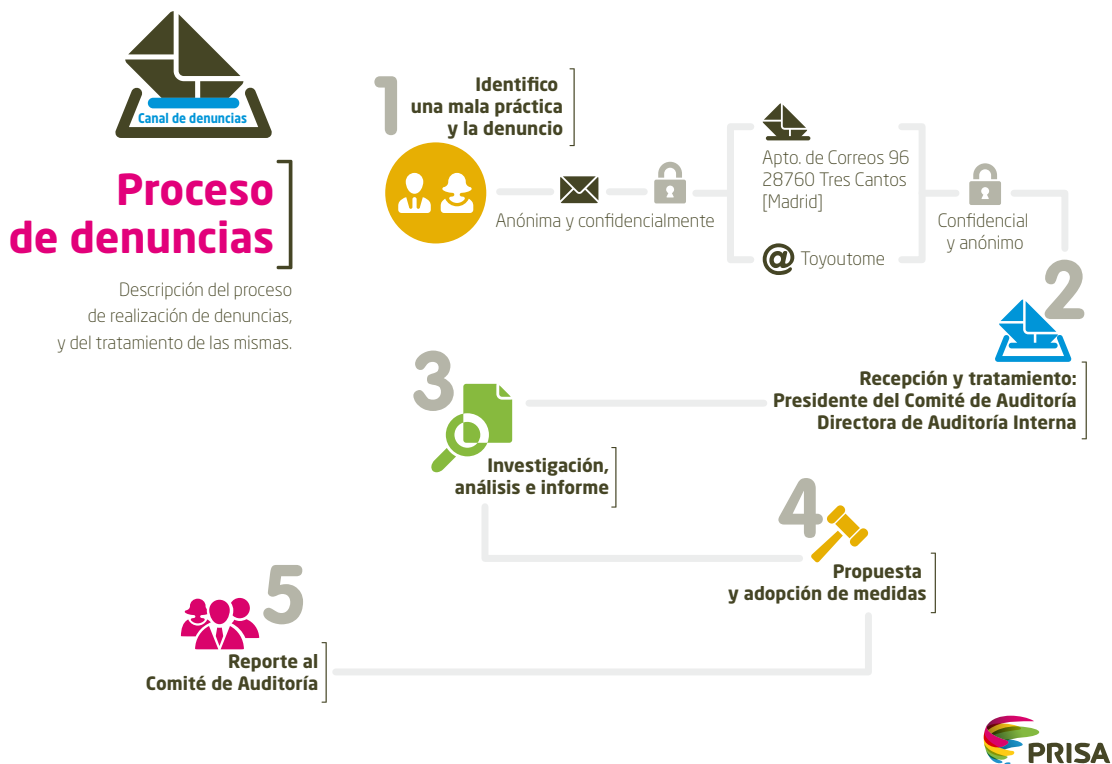 Canal de denuncias
Proceso
de denuncias
Descripción del proceso
de realización de denuncias,
y del tratamiento de las mismas.
1
Identifico
una mala práctica
y la denuncio
Anónima y confidencialmente
Apto. de Correos 96
28760 Tres Cantos
[Madrid]
@ Toyoutome
Confidencial
y anónimo
2
Recepción y tratamiento:
Presidente del Comité de Auditoría
Directora de Auditoría Interna
3
Investigación,
análisis e informe
4
Propuesta
y adopción de medidas
5
Reporte al
Comité de Auditoría
PRISA